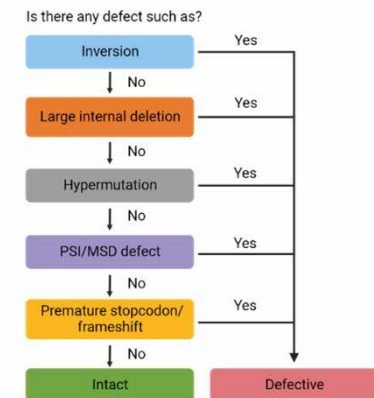 Is there any defect such as?
Inversion
Yes
No
Large internal deletion
Yes
No
Hypermutation
Yes
No
PSI/MSD defect
Yes
No
Premature stopcodon/
frameshift
Yes
No
Intact
Defective